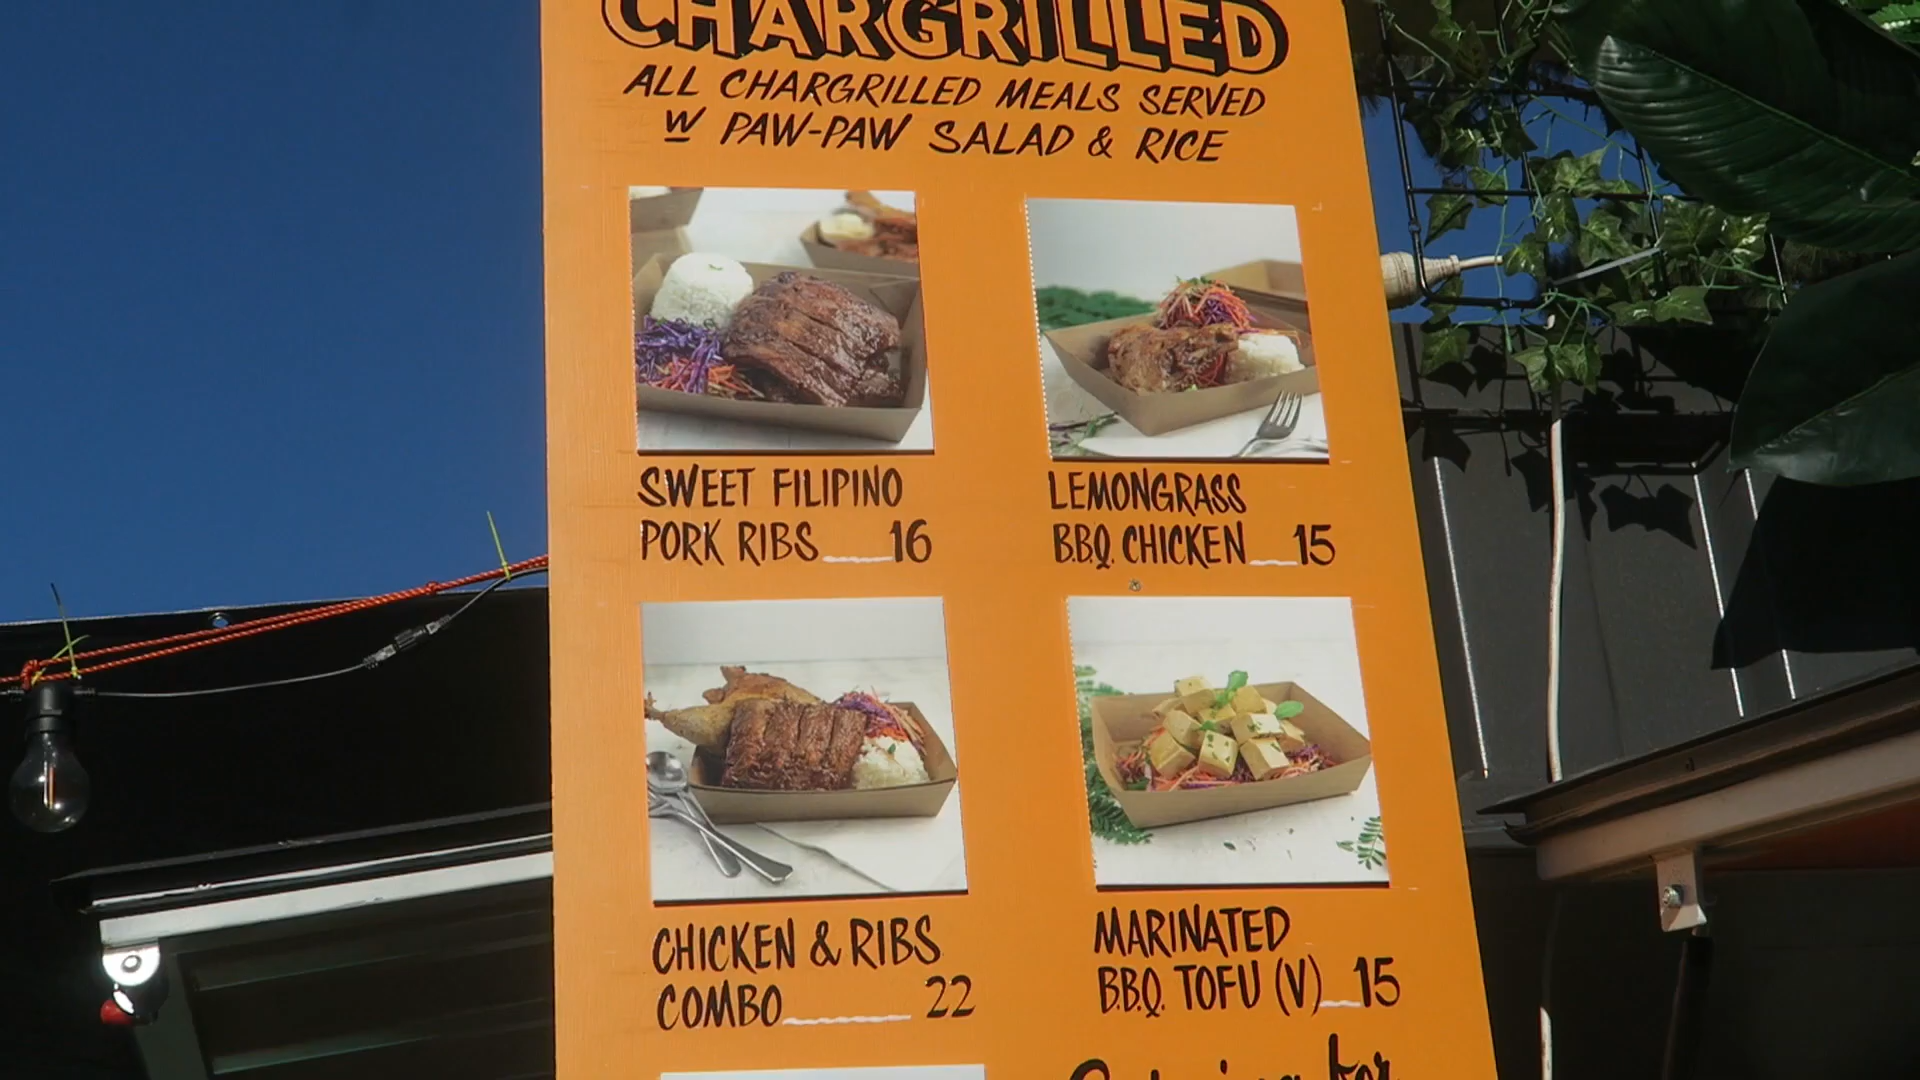 CHARGRILLED
ALL CHARGRILLED MEALS SERVED
W PAW-PAW SALAD & RICE
SWEET FILIPINO
PORK RIBS 16
LEMONGRASS
B.B.Q. CHICKEN 15
CHICKEN & RIBS
COMBO 22
MARINATED
B.B.Q. TOFU (V) 15
for